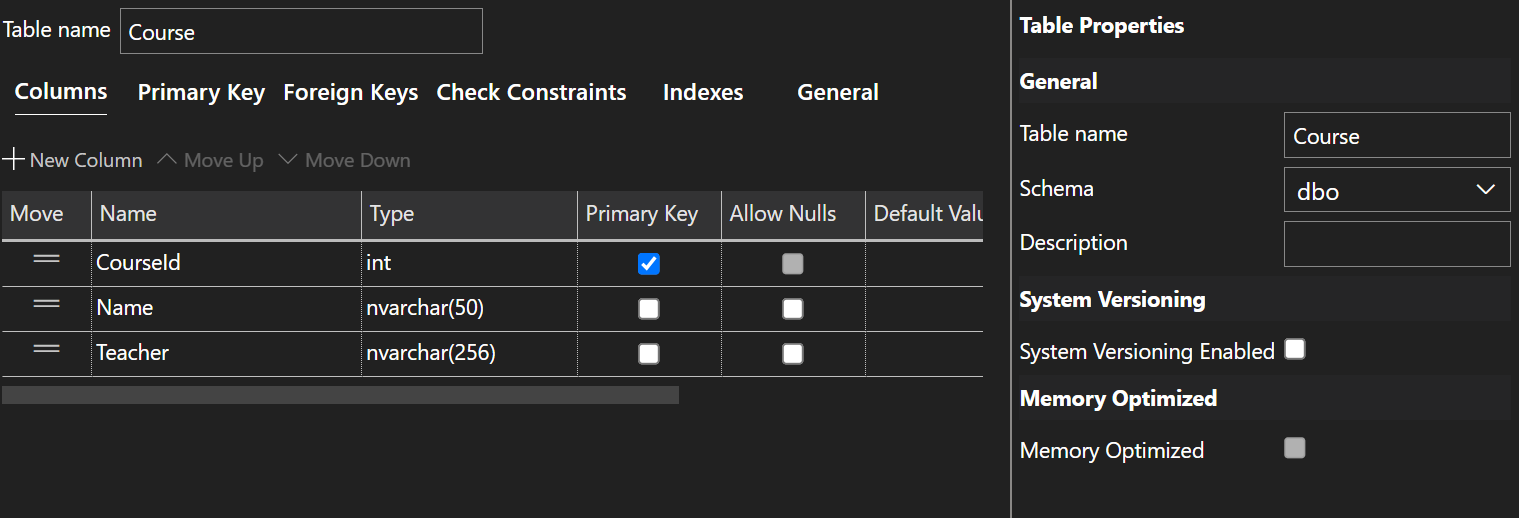 Table name Course
Columns Primary Key Foreign Keys Check Constraints Indexes General
New Column Move Up Move Down
Move Name Type Primary Key Allow Nulls Default Valu
CourseId int
Name nvarchar(50)
Teacher nvarchar(256)
Table Properties
General
Table name Course
Schema dbo
Description
System Versioning
System Versioning Enabled
Memory Optimized
Memory Optimized